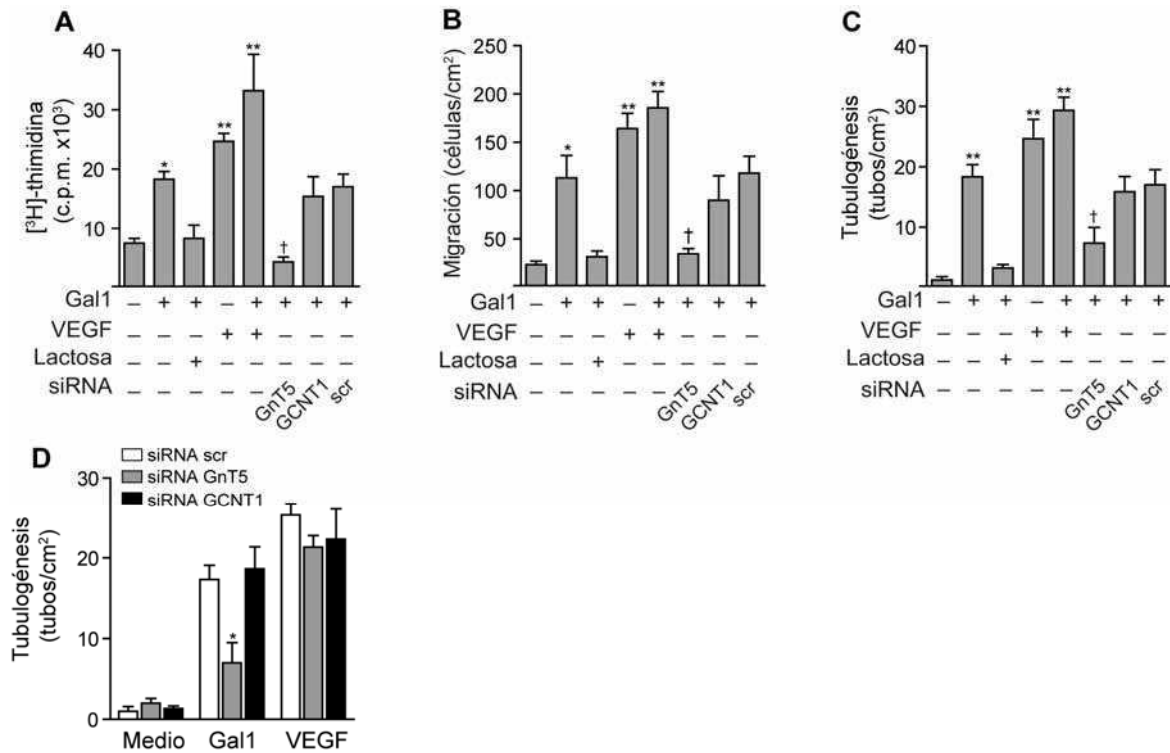 A
[³H]-thimidina
(c.p.m. x10³)
40
30
20
10
*
**
**
†
Gal1 – + + – + + + +
VEGF – – – + + – – –
Lactosa – – + – – – – –
siRNA – – – – – GnT5 GCNT1 scr
B
Migración (células/cm²)
250
200
150
100
50
*
**
**
†
Gal1 – + + – + + + +
VEGF – – – + + – – –
Lactosa – – + – – – – –
siRNA – – – – – GnT5 GCNT1 scr
C
Tubulogénesis
(tubos/cm²)
40
30
20
10
**
**
**
†
Gal1 – + + – + + + +
VEGF – – – + + – – –
Lactosa – – + – – – – –
siRNA – – – – – GnT5 GCNT1 scr
D
siRNA scr
siRNA GnT5
siRNA GCNT1
Tubulogénesis
(tubos/cm²)
30
20
10
0
*
Medio Gal1 VEGF